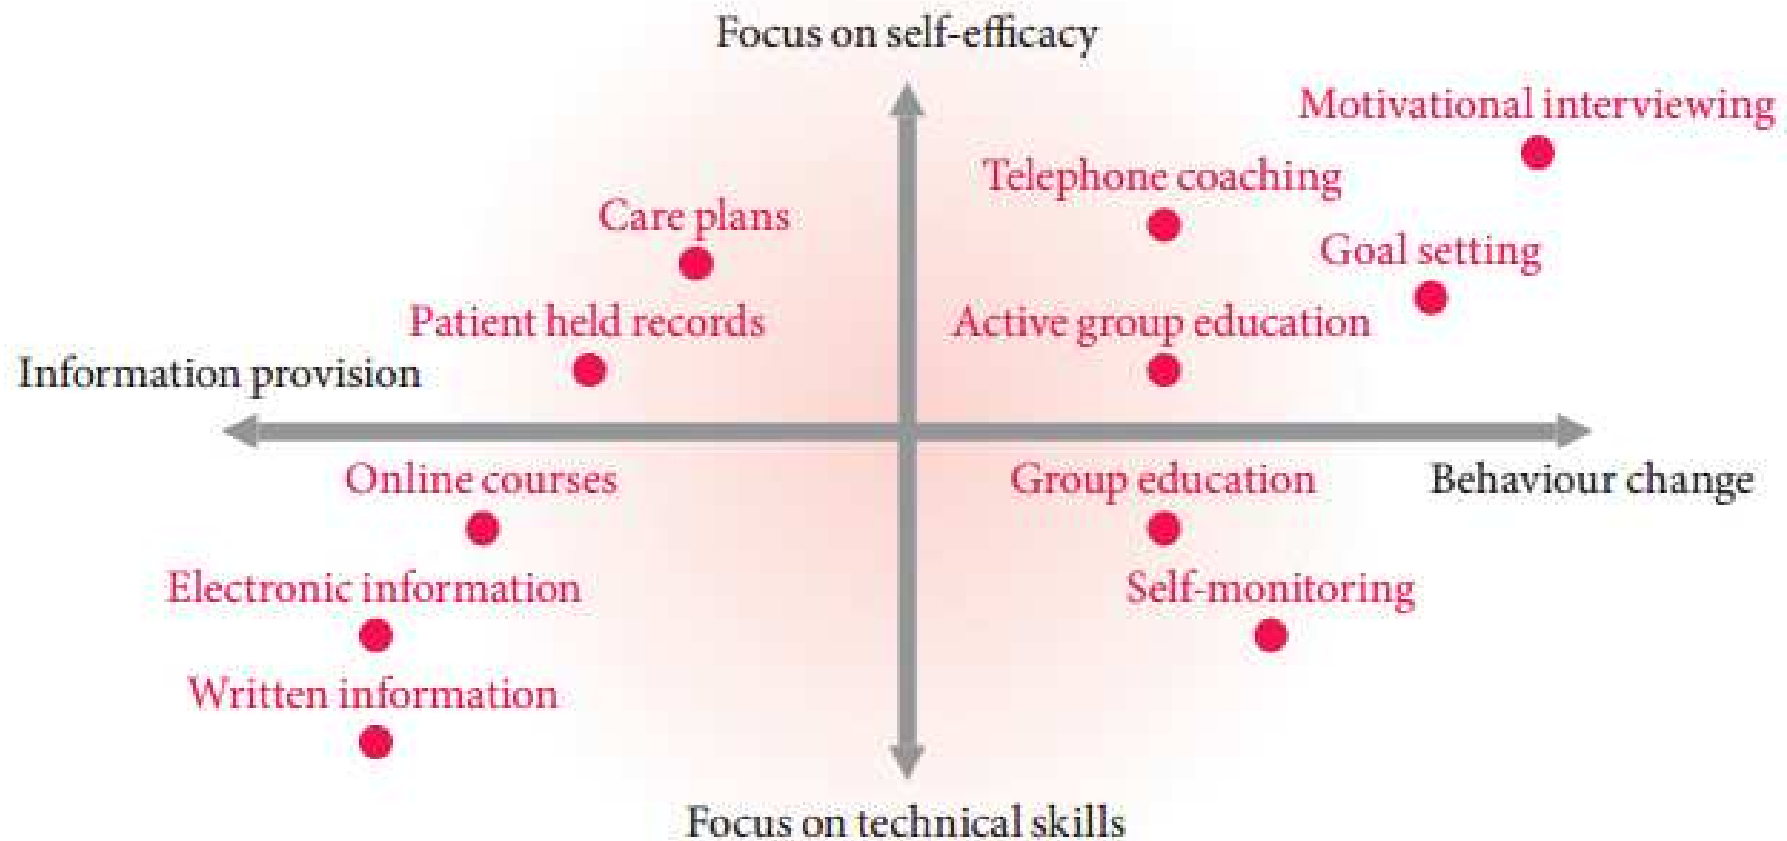 Focus on self-efficacy
Motivational interviewing
Telephone coaching
Care plans
Goal setting
Patient held records
Active group education
Information provision
Online courses
Group education
Behaviour change
Electronic information
Self-monitoring
Written information
Focus on technical skills